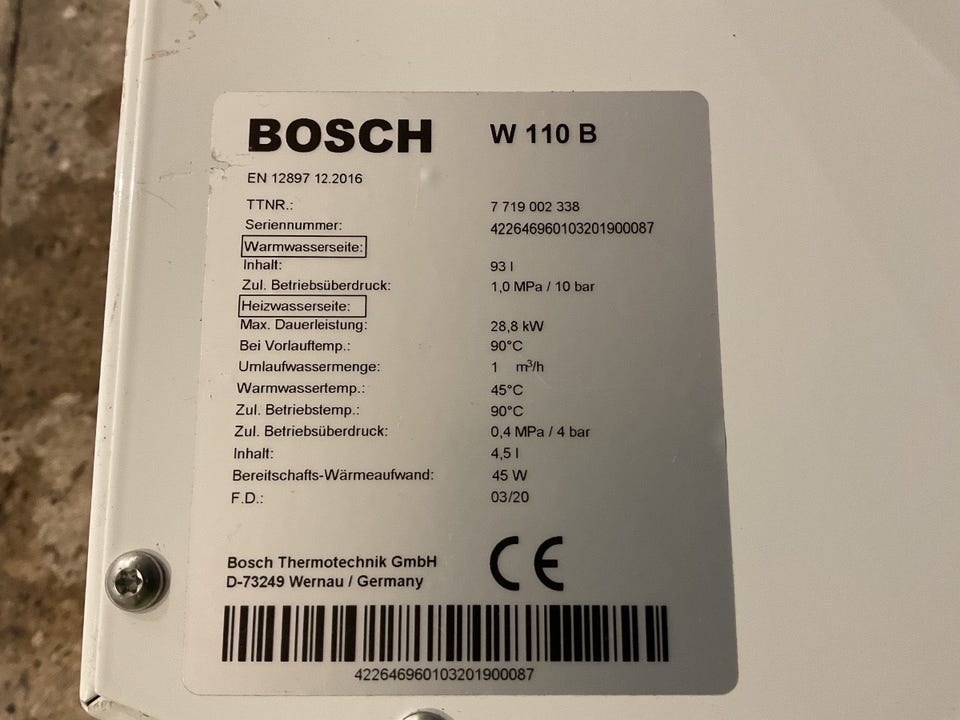 BOSCH W 110 B
EN 12897 12.2016
TTNR.: 7 719 002 338
Seriennummer: 422646960103201900087
Warmwasserseite:
Inhalt: 93 l
Zul. Betriebsüberdruck: 1,0 MPa / 10 bar
Heizwasserseite:
Max. Dauerleistung: 28,8 kW
Bei Vorlauftemp.: 90°C
Umlaufwassermenge: 1 m³/h
Warmwassertemp.: 45°C
Zul. Betriebstemp.: 90°C
Zul. Betriebsüberdruck: 0,4 MPa / 4 bar
Inhalt: 4,5 l
Bereitschafts-Wärmeaufwand: 45 W
F.D.: 03/20
Bosch Thermotechnik GmbH
D-73249 Wernau / Germany
CE
422646960103201900087